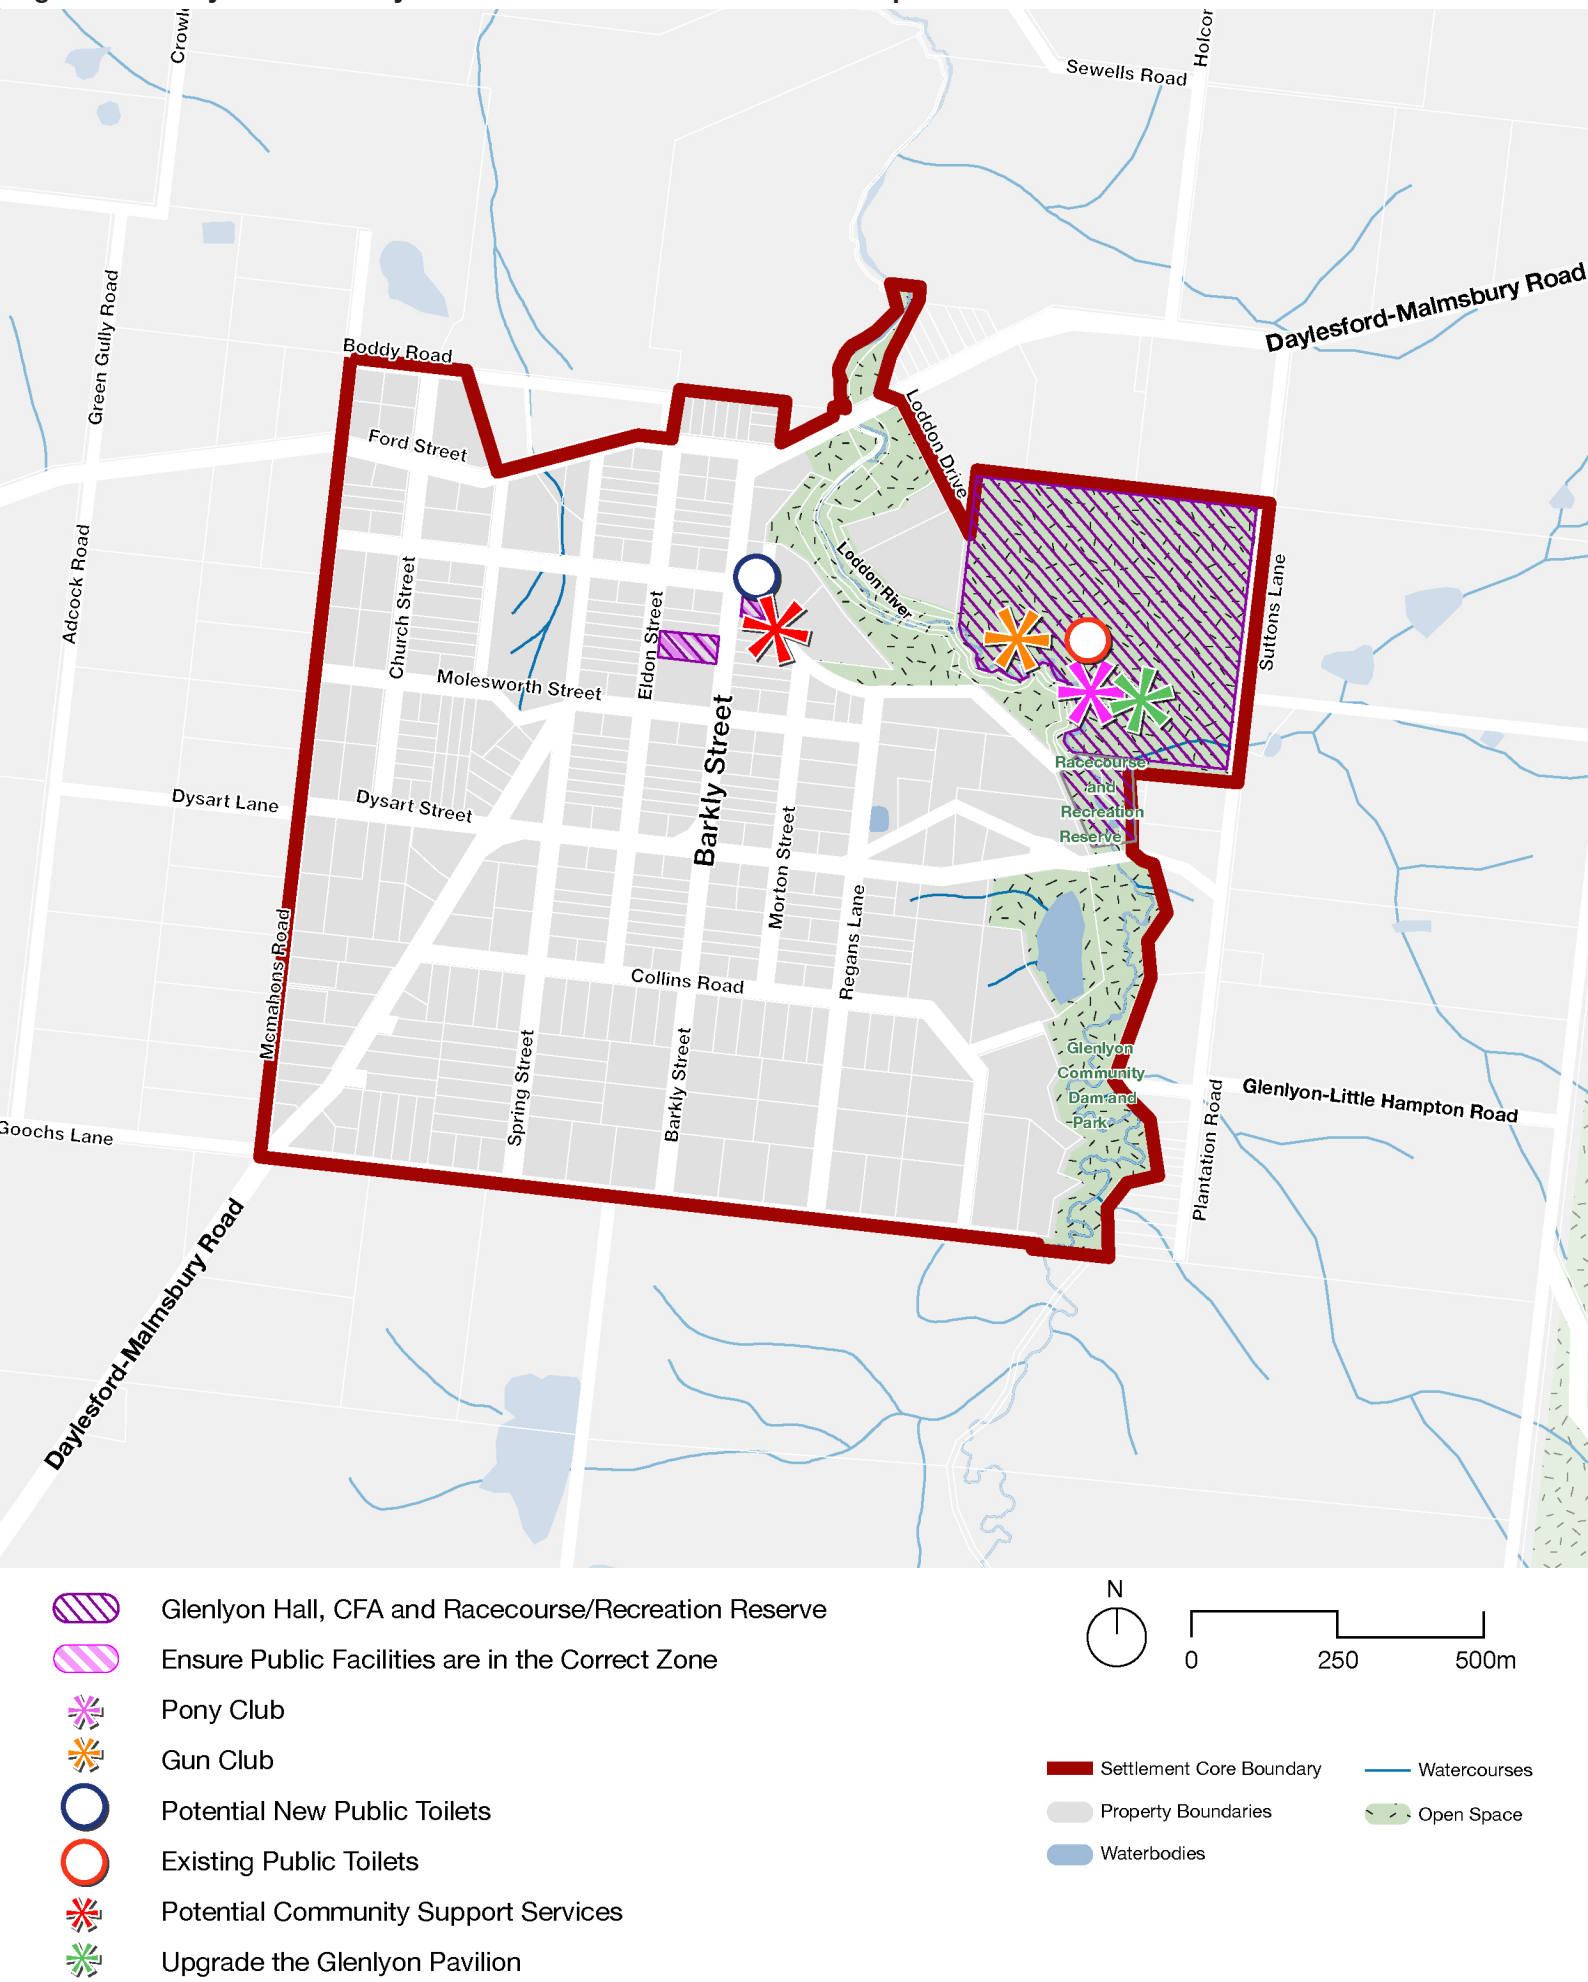 Crowle
Holcor
Sewells Road
Green Gully Road
Daylesford-Malmsbury Road
Boddy Road
Loddon Drive
Ford Street
Adcock Road
Church Street
Loddon River
Suttons Lane
Eldon Street
Molesworth Street
Barkly Street
Racecourse
and
Recreation
Reserve
Dysart Lane
Dysart Street
Morton Street
Regans Lane
Mcmahons Road
Collins Road
Spring Street
Barkly Street
Glenlyon
Community
Dam and
Park
Glenlyon-Little Hampton Road
Plantation Road
Goochs Lane
Daylesford-Malmsbury Road
Glenlyon Hall, CFA and Racecourse/Recreation Reserve
Ensure Public Facilities are in the Correct Zone
Pony Club
Gun Club
Potential New Public Toilets
Existing Public Toilets
Potential Community Support Services
Upgrade the Glenlyon Pavilion
N
0 250 500m
Settlement Core Boundary
Property Boundaries
Waterbodies
Watercourses
Open Space